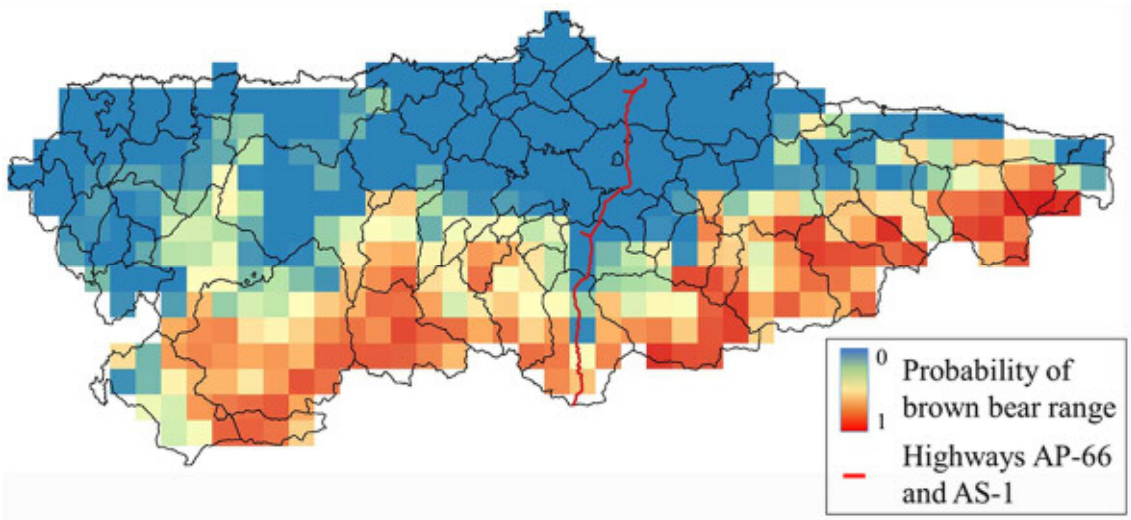 0
Probability of
brown bear range
1
Highways AP-66
and AS-1